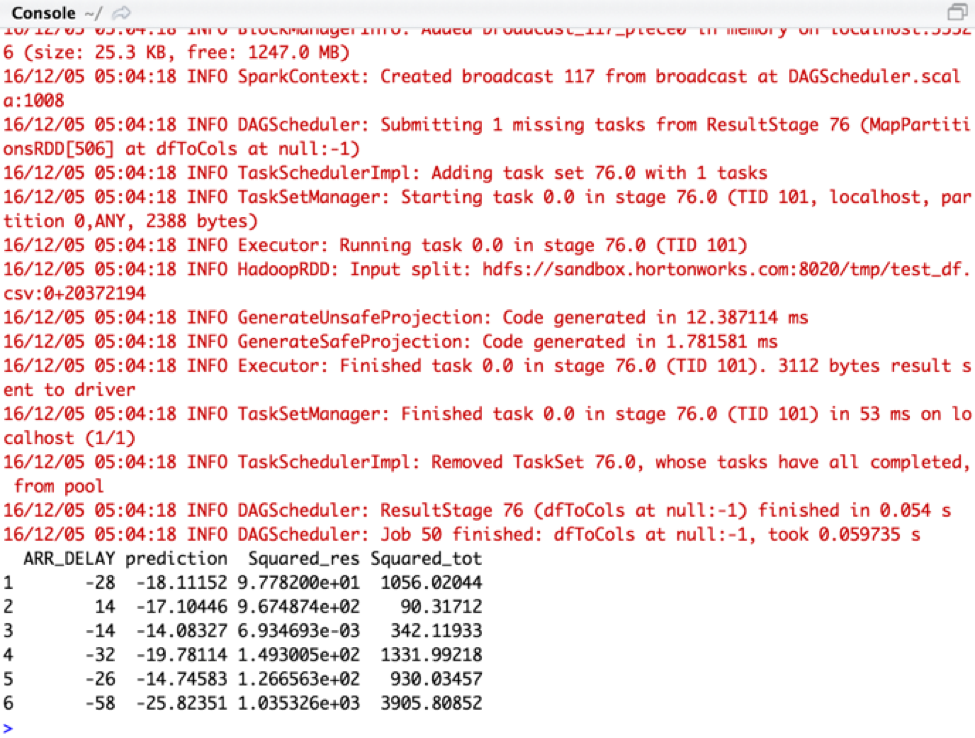 Console ~/
16/12/05 05:04:18 INFO BlockManagerInfo: Added broadcast_117_piece0 in memory on localhost:5552
6 (size: 25.3 KB, free: 1247.0 MB)
16/12/05 05:04:18 INFO SparkContext: Created broadcast 117 from broadcast at DAGScheduler.scal
a:1008
16/12/05 05:04:18 INFO DAGScheduler: Submitting 1 missing tasks from ResultStage 76 (MapPartiti
onsRDD[506] at dfToCols at null:-1)
16/12/05 05:04:18 INFO TaskSchedulerImpl: Adding task set 76.0 with 1 tasks
16/12/05 05:04:18 INFO TaskSetManager: Starting task 0.0 in stage 76.0 (TID 101, localhost, par
tition 0,ANY, 2388 bytes)
16/12/05 05:04:18 INFO Executor: Running task 0.0 in stage 76.0 (TID 101)
16/12/05 05:04:18 INFO HadoopRDD: Input split: hdfs://sandbox.hortonworks.com:8020/tmp/test_df.
csv:0+20372194
16/12/05 05:04:18 INFO GenerateUnsafeProjection: Code generated in 12.387114 ms
16/12/05 05:04:18 INFO GenerateSafeProjection: Code generated in 1.781581 ms
16/12/05 05:04:18 INFO Executor: Finished task 0.0 in stage 76.0 (TID 101). 3112 bytes result s
ent to driver
16/12/05 05:04:18 INFO TaskSetManager: Finished task 0.0 in stage 76.0 (TID 101) in 53 ms on lo
calhost (1/1)
16/12/05 05:04:18 INFO TaskSchedulerImpl: Removed TaskSet 76.0, whose tasks have all completed,
from pool
16/12/05 05:04:18 INFO DAGScheduler: ResultStage 76 (dfToCols at null:-1) finished in 0.054 s
16/12/05 05:04:18 INFO DAGScheduler: Job 50 finished: dfToCols at null:-1, took 0.059735 s
ARR_DELAY prediction Squared_res Squared_tot
1 -28 -18.11152 9.778200e+01 1056.02044
2 14 -17.10446 9.674874e+02 90.31712
3 -14 -14.08327 6.934693e-03 342.11933
4 -32 -19.78114 1.493005e+02 1331.99218
5 -26 -14.74583 1.266563e+02 930.03457
6 -58 -25.82351 1.035326e+03 3905.80852
>